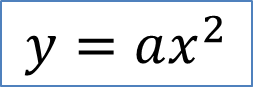 y = ax²